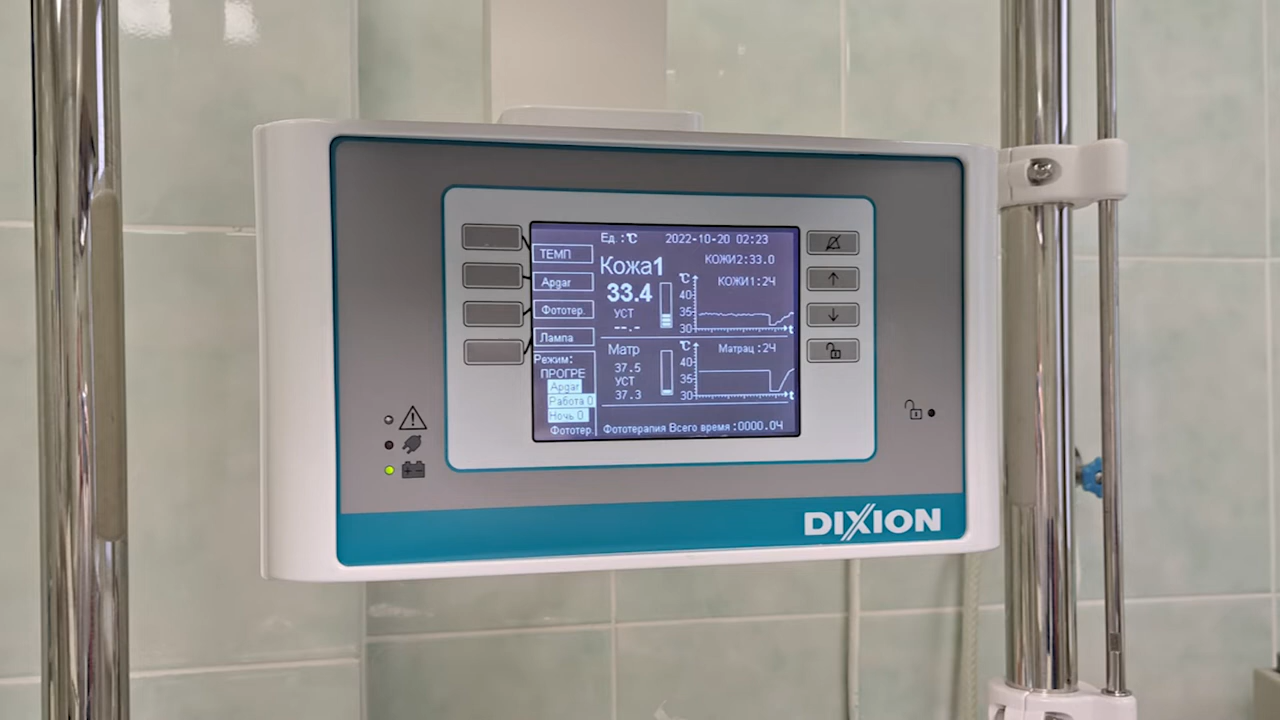 Ед.:℃ 2022-10-20 02:23
ТЕМП
Apgar
Фототер.
Лампа
Режим:
ПРОГРЕ
Apgar
Работа 0
Ночь 0
Фототер.
Кожа1
33.4
УСТ
--.-
КОЖИ2:33.0
КОЖИ1:2Ч
℃
40
35
30
t
Матр
37.5
УСТ
37.3
Матрац :2Ч
℃
40
35
30
t
Фототерапия Всего время :0000.0Ч
DIXION